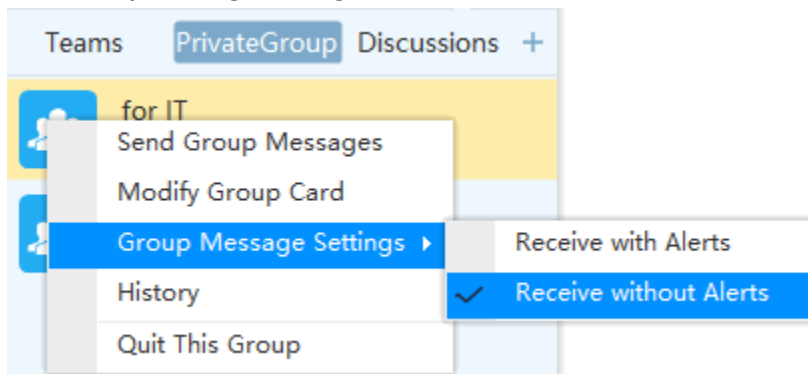 Teams PrivateGroup Discussions +
for IT
Send Group Messages
Modify Group Card
Group Message Settings
Receive with Alerts
History
Receive without Alerts
Quit This Group